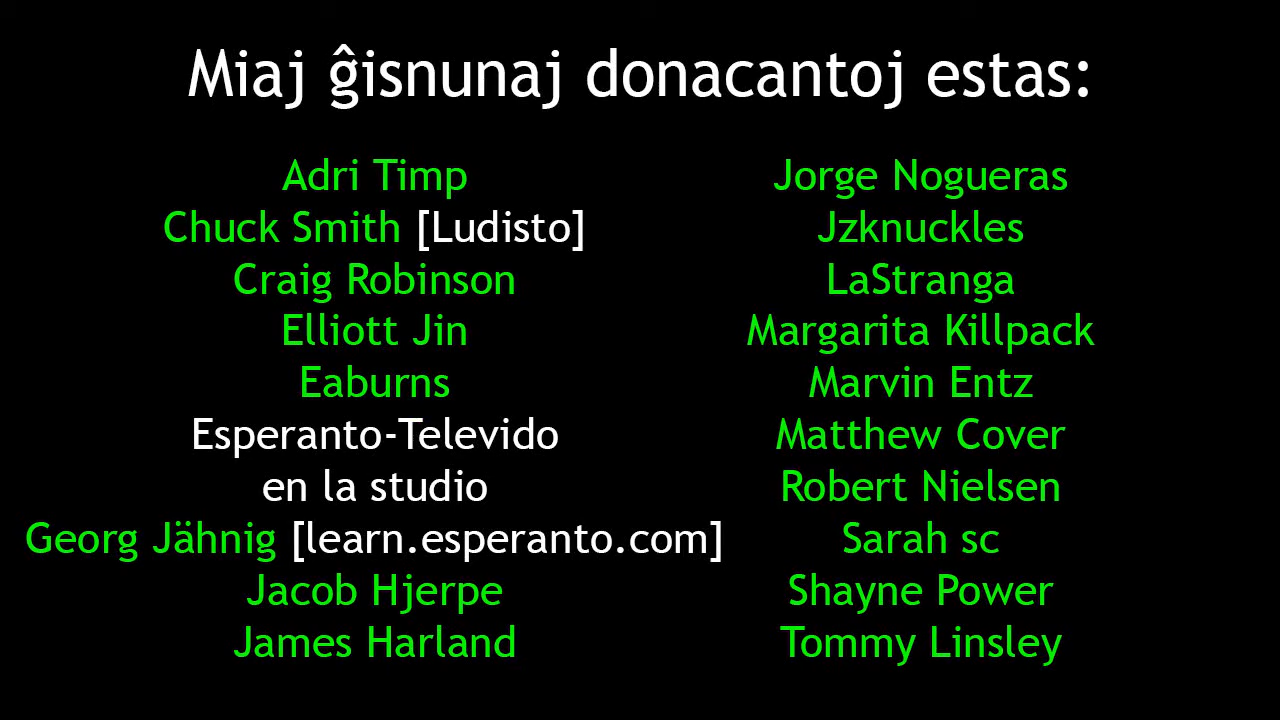 Miaj ĝisnunaj donacantoj estas:
Adri Timp
Chuck Smith [Ludisto]
Craig Robinson
Elliott Jin
Eaburns
Esperanto-Televido
en la studio
Georg Jähnig [learn.esperanto.com]
Jacob Hjerpe
James Harland
Jorge Nogueras
Jzknuckles
LaStranga
Margarita Killpack
Marvin Entz
Matthew Cover
Robert Nielsen
Sarah sc
Shayne Power
Tommy Linsley